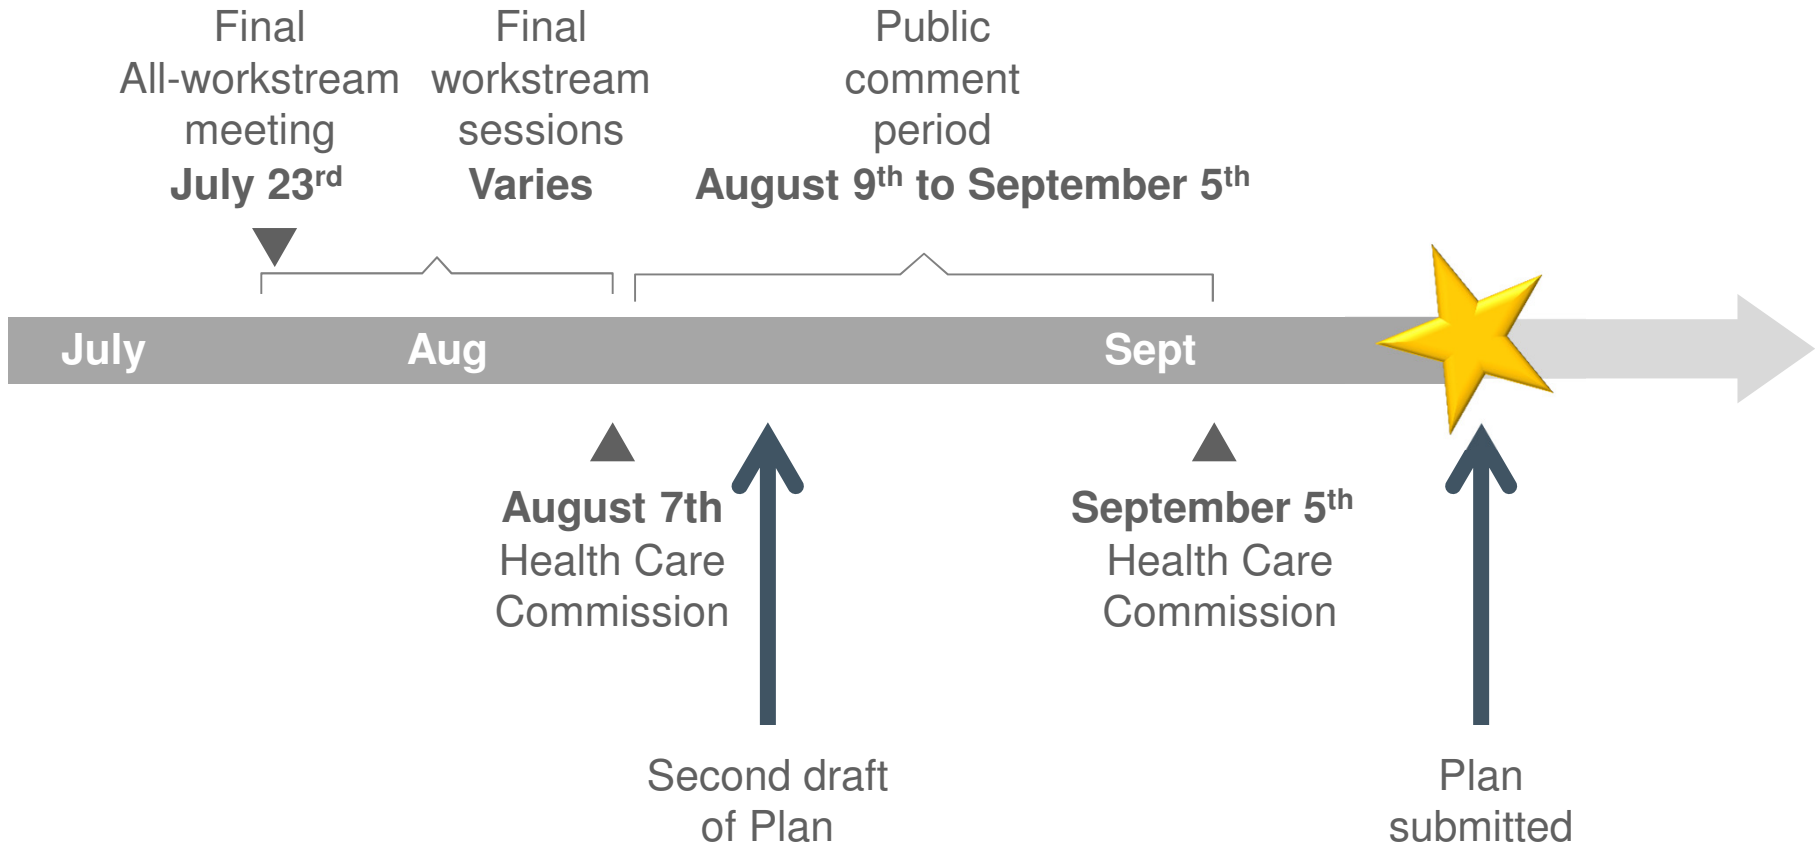 Final
All-workstream
meeting
July 23rd
Final
workstream
sessions
Varies
Public
comment
period
August 9th to September 5th
July
Aug
Sept
August 7th
Health Care
Commission
September 5th
Health Care
Commission
Second draft
of Plan
Plan
submitted